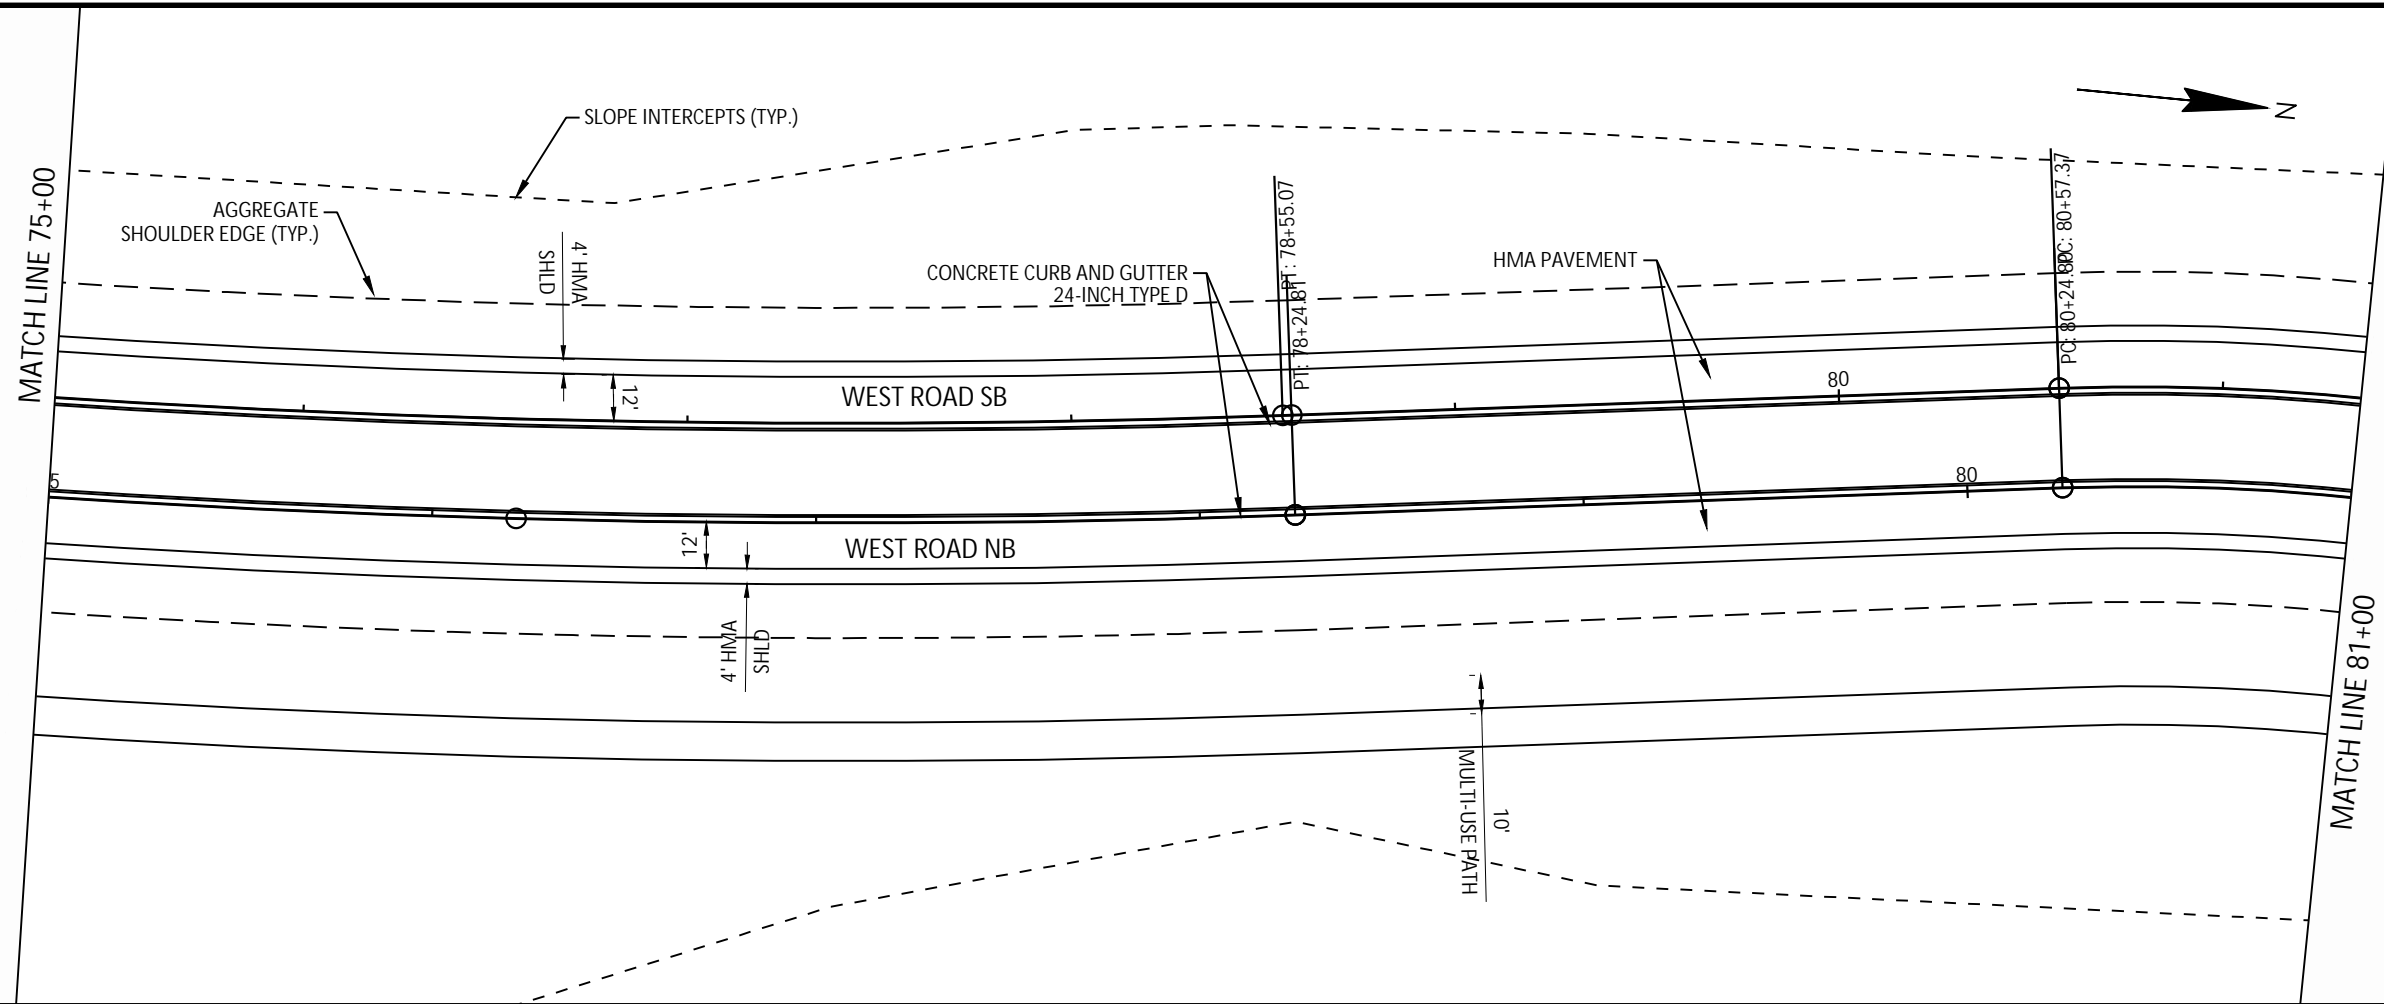 N
SLOPE INTERCEPTS (TYP.)
MATCH LINE 75+00
AGGREGATE
SHOULDER EDGE (TYP.)
4' HMA
SHLD
CONCRETE CURB AND GUTTER
24-INCH TYPE D
PT: 78+55.07
PT: 78+24.81
HMA PAVEMENT
PC: 80+57.37
PC: 80+24.80
12'
WEST ROAD SB
80
5
80
12'
WEST ROAD NB
4' HMA
SHLD
MULTI-USE PATH
10'
MATCH LINE 81+00